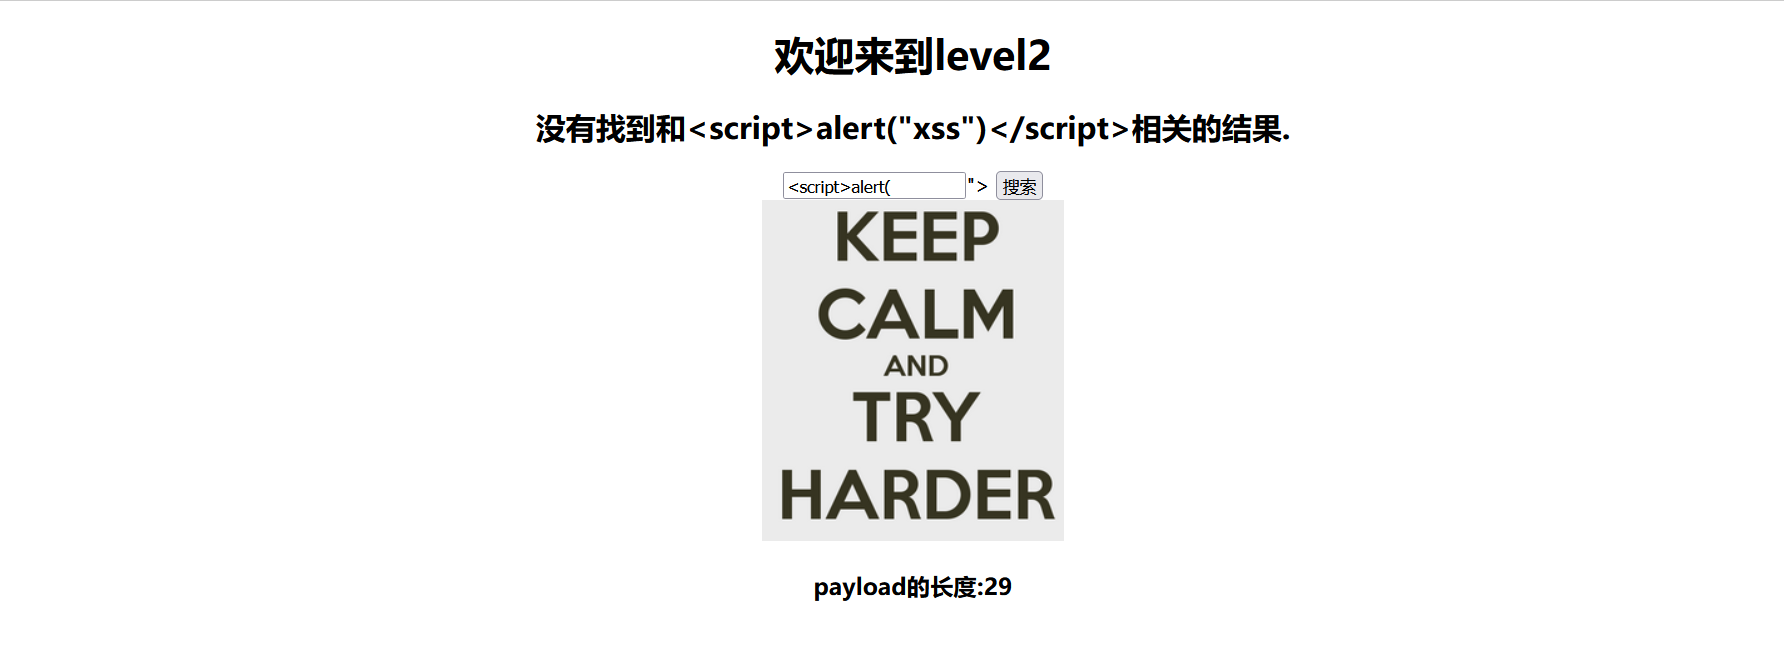 欢迎来到level2
没有找到和<script>alert("xss")</script>相关的结果.
<script>alert( "> 搜索
KEEP
CALM
AND
TRY
HARDER
payload的长度:29